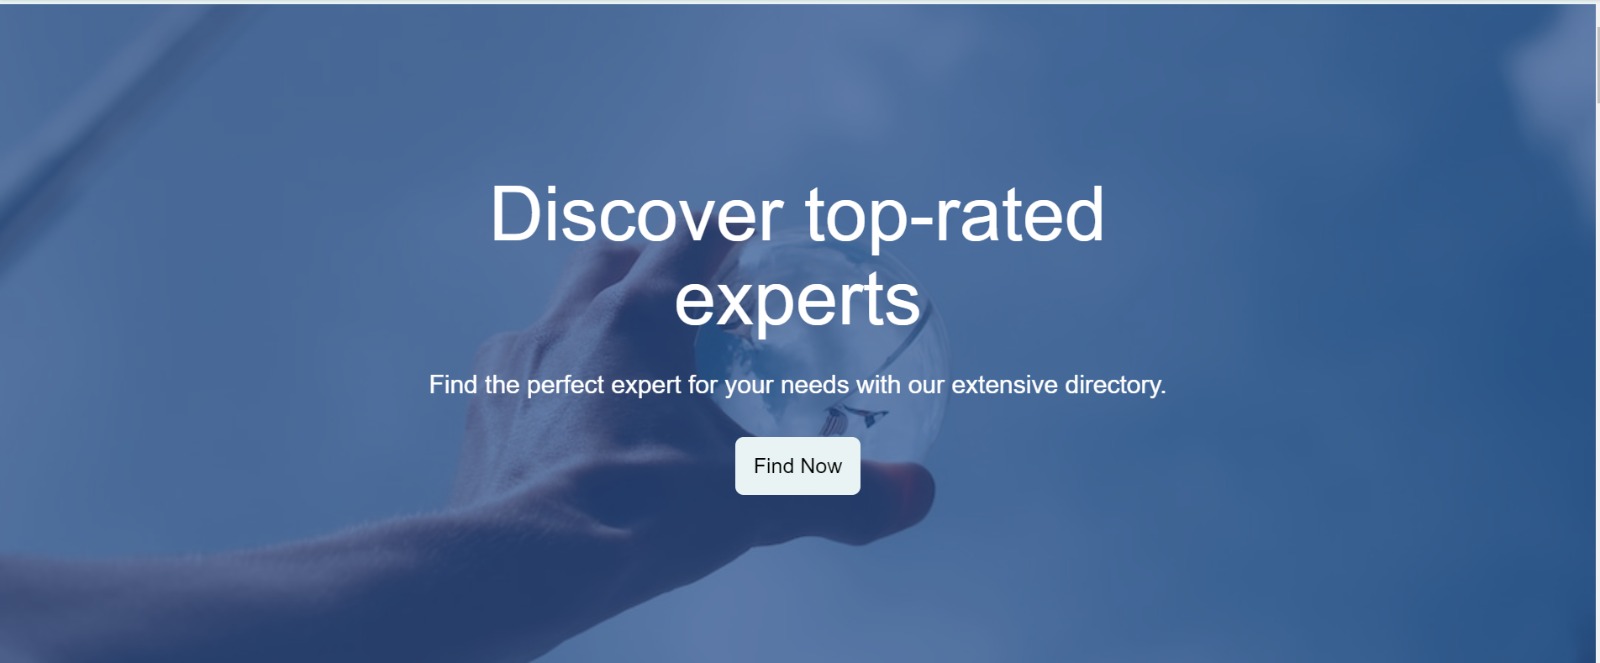 Discover top-rated
experts
Find the perfect expert for your needs with our extensive directory.
Find Now